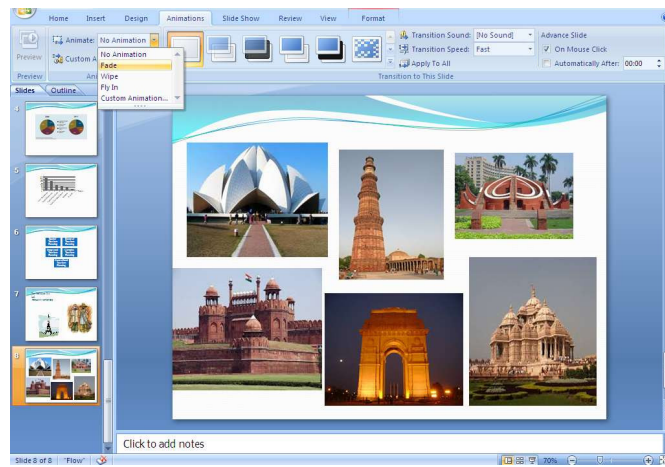 Home Insert Design Animations Slide Show Review View Format
Preview
Animate: No Animation
Custom A
No Animation
Fade
Wipe
Fly In
Custom Animation...
Transition Sound: [No Sound]
Transition Speed: Fast
Apply To All
Advance Slide
On Mouse Click
Automatically After: 00:00
Preview Ani Transition to This Slide
Slides Outline
5
6
7
8
Click to add notes
Slide 8 of 8 "Flow" 70%